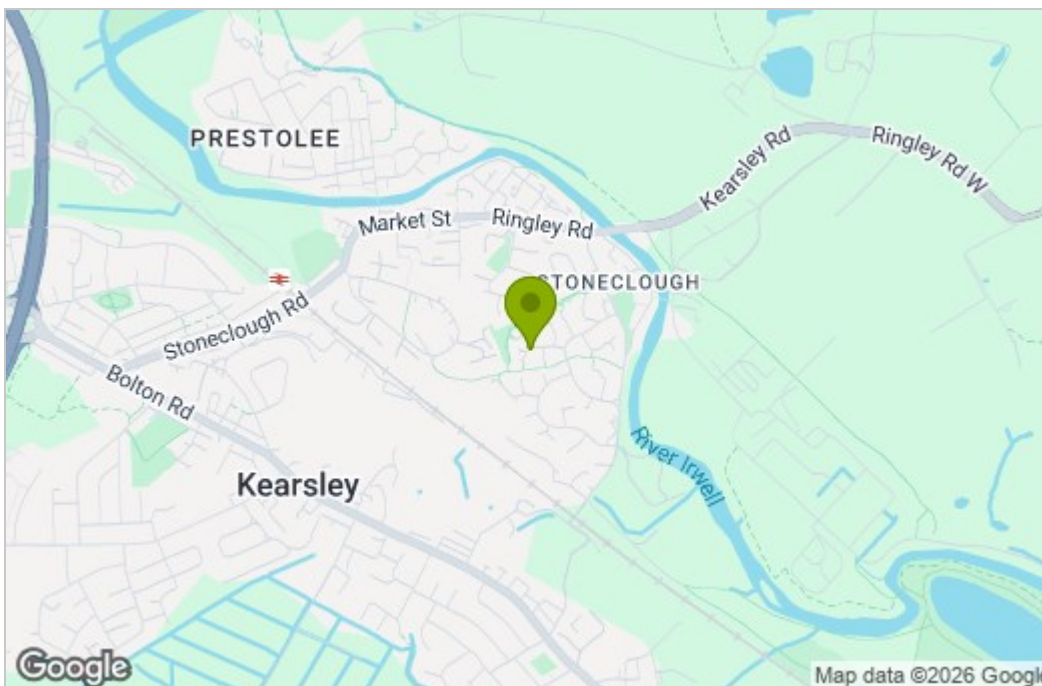 PRESTOLEE
Kearsley Rd
Ringley Rd W
Market St
Ringley Rd
STONECLOUGH
Stoneclough Rd
Bolton Rd
River Irwell
Kearsley
Google
Map data ©2026 Google